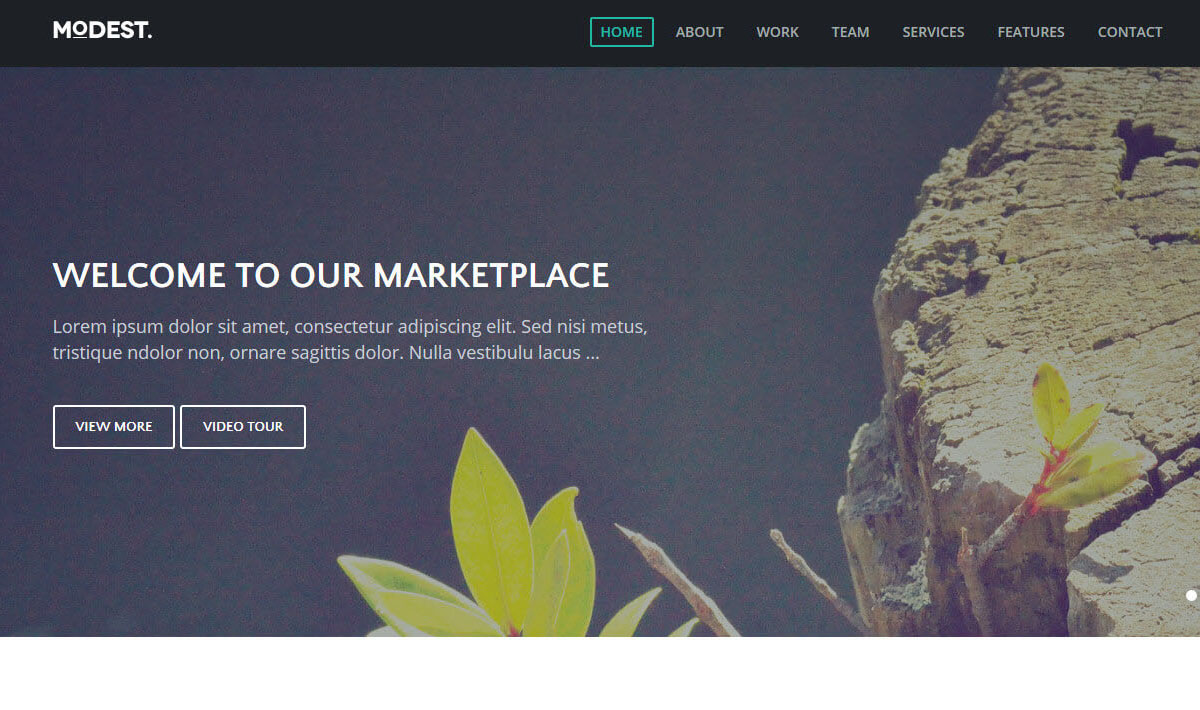 MODEST.
HOME ABOUT WORK TEAM SERVICES FEATURES CONTACT
WELCOME TO OUR MARKETPLACE
Lorem ipsum dolor sit amet, consectetur adipiscing elit. Sed nisi metus,
tristique ndolor non, ornare sagittis dolor. Nulla vestibulu lacus ...
VIEW MORE VIDEO TOUR